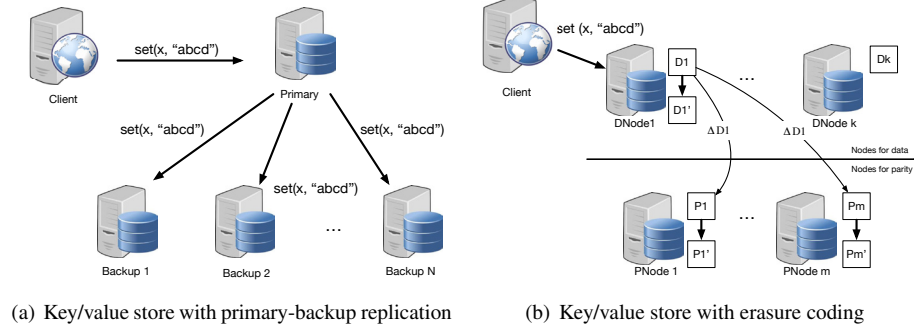 set(x, “abcd”)
Client
Primary
set(x, “abcd”)
set(x, “abcd”)
set(x, “abcd”)
...
Backup 1
Backup 2
Backup N
(a) Key/value store with primary-backup replication
set (x, “abcd”)
Client
D1
...
Dk
D1’
DNode1
DNode k
Δ D1
Δ D1
Nodes for data
Nodes for parity
P1
...
Pm
P1’
Pm’
PNode 1
PNode m
(b) Key/value store with erasure coding